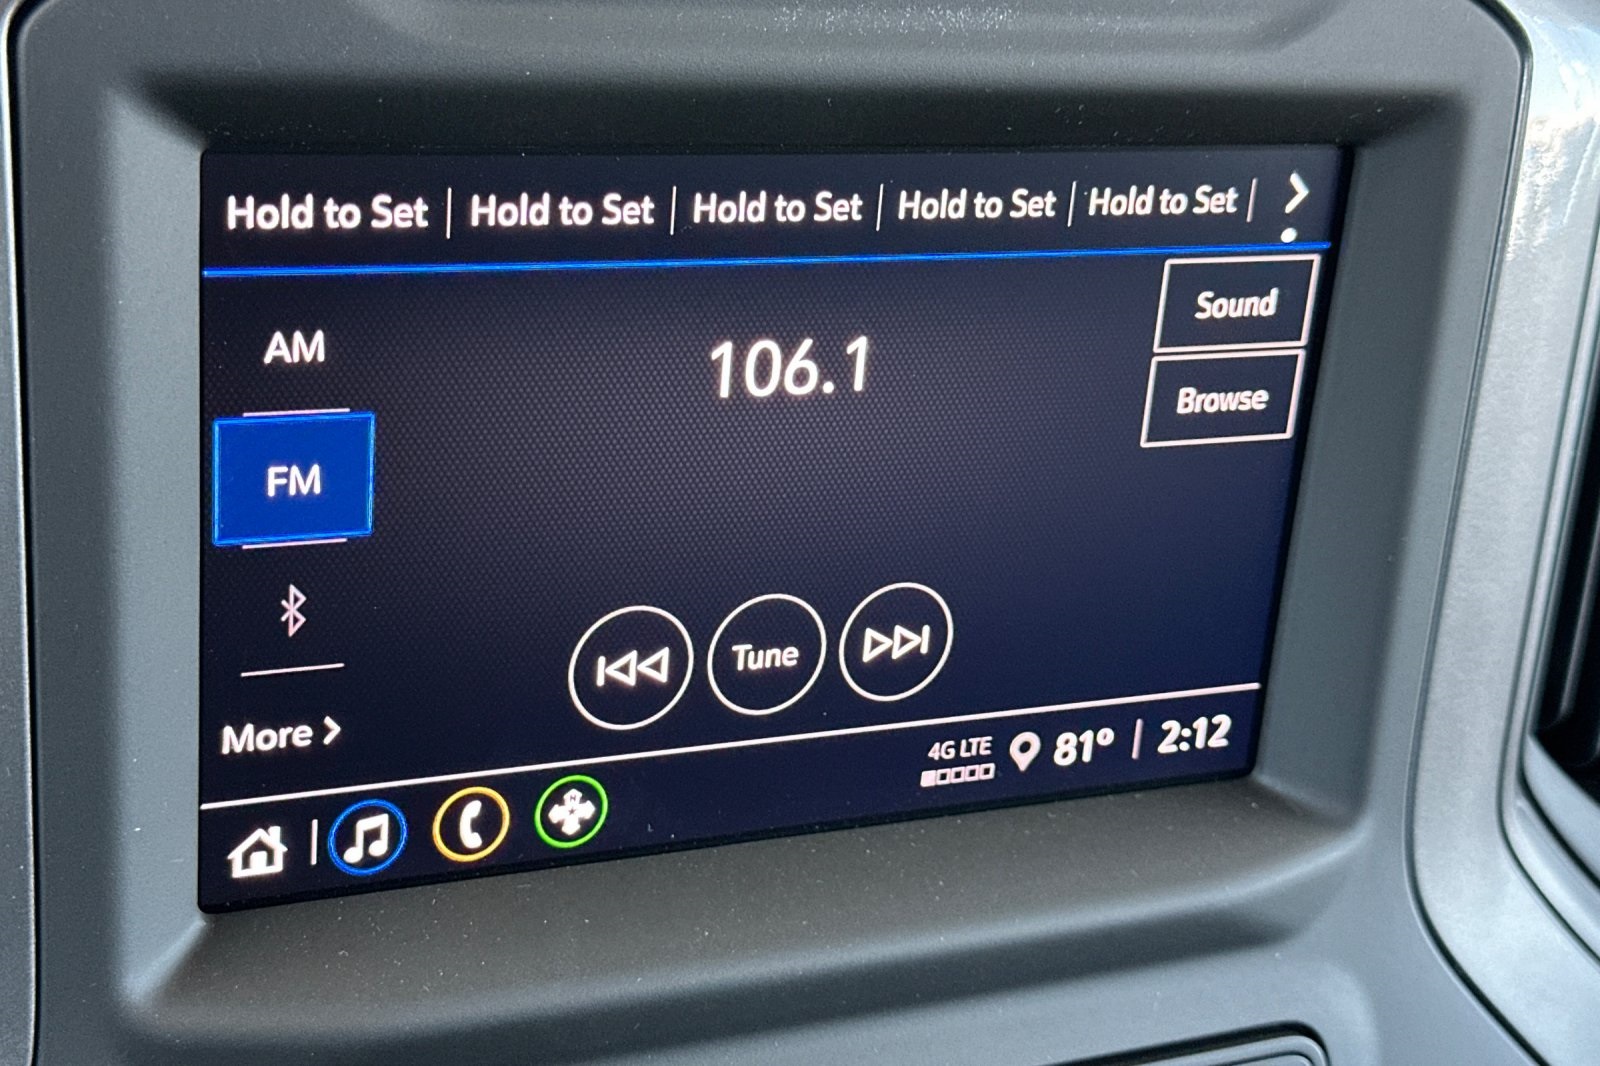 Hold to Set | Hold to Set | Hold to Set | Hold to Set | Hold to Set |
Sound
AM
106.1
Browse
FM
Tune
More
4G LTE
81° | 2:12
N